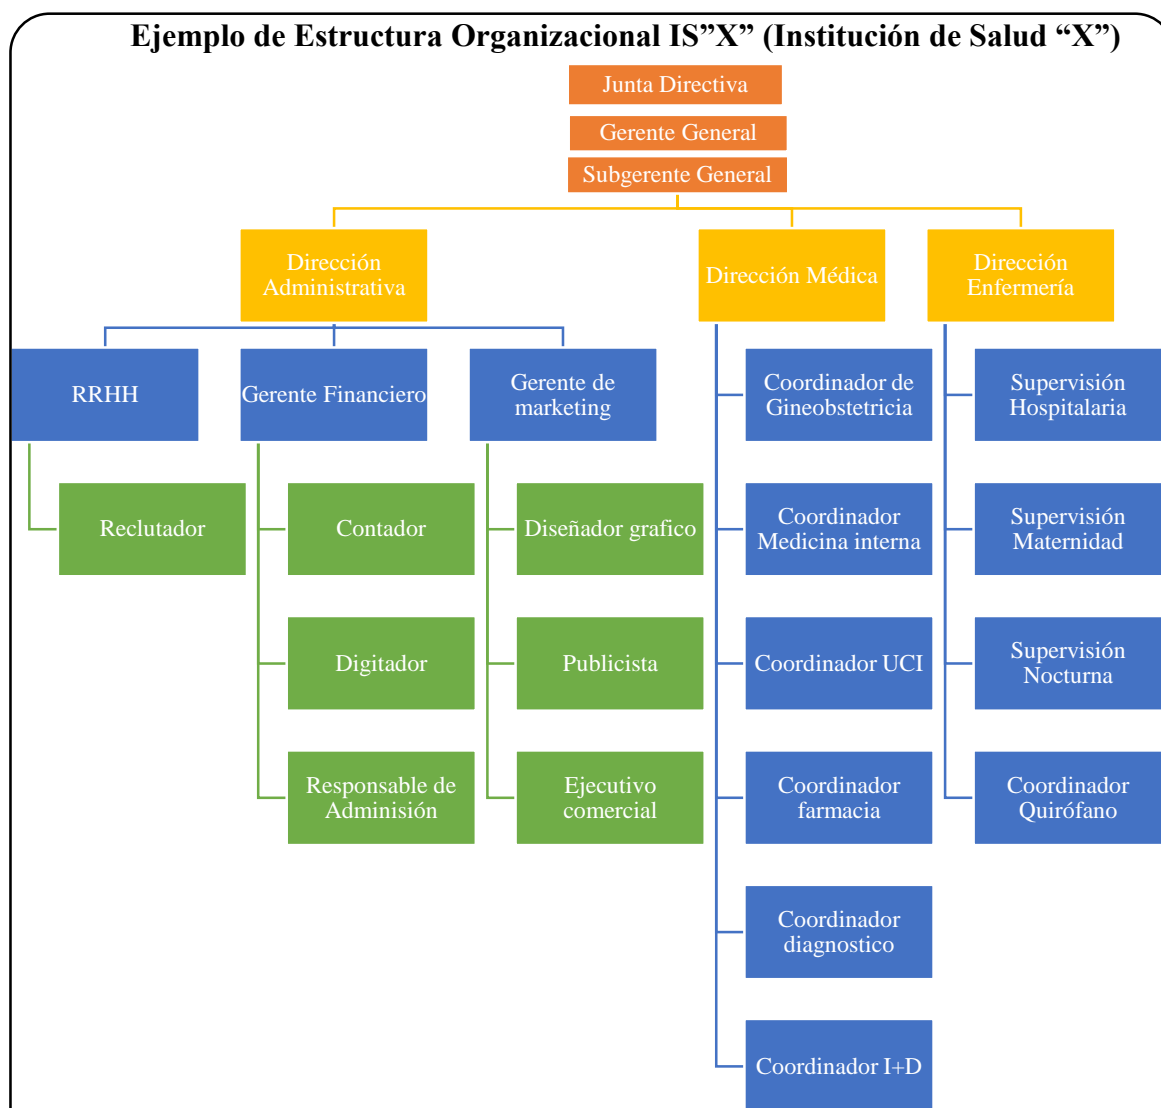 Ejemplo de Estructura Organizacional IS”X” (Institución de Salud “X”)
Junta Directiva
Gerente General
Subgerente General
Dirección
Administrativa
Dirección Médica
Dirección
Enfermería
RRHH
Gerente Financiero
Gerente de
marketing
Coordinador de
Gineobstetricia
Supervisión
Hospitalaria
Reclutador
Contador
Diseñador grafico
Coordinador
Medicina interna
Supervisión
Maternidad
Digitador
Publicista
Coordinador UCI
Supervisión
Nocturna
Responsable de
Adminisión
Ejecutivo
comercial
Coordinador
farmacia
Coordinador
Quirófano
Coordinador
diagnostico
Coordinador I+D